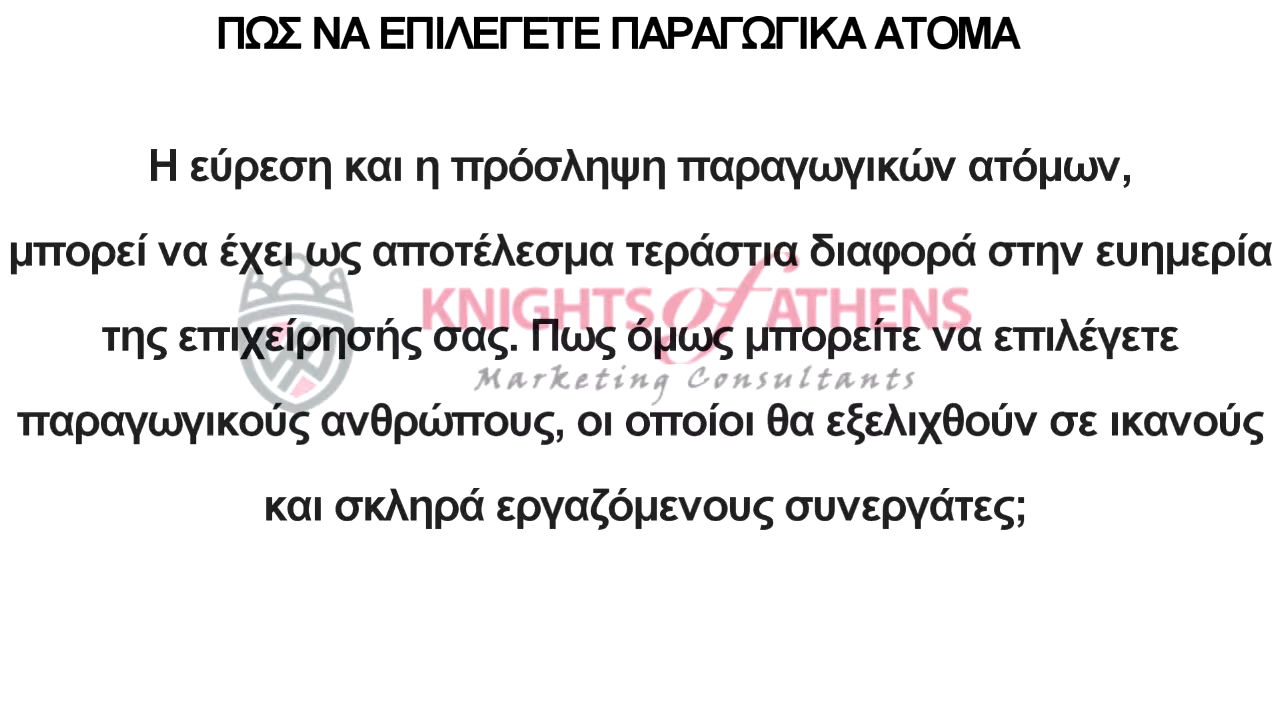 ΠΩΣ ΝΑ ΕΠΙΛΕΓΕΤΕ ΠΑΡΑΓΩΓΙΚΑ ΑΤΟΜΑ
Η εύρεση και η πρόσληψη παραγωγικών ατόμων,
μπορεί να έχει ως αποτέλεσμα τεράστια διαφορά στην ευημερία
KNIGHTS of ATHENS
της επιχείρησής σας. Πως όμως μπορείτε να επιλέγετε
Marketing Consultants
παραγωγικούς ανθρώπους, οι οποίοι θα εξελιχθούν σε ικανούς
και σκληρά εργαζόμενους συνεργάτες;